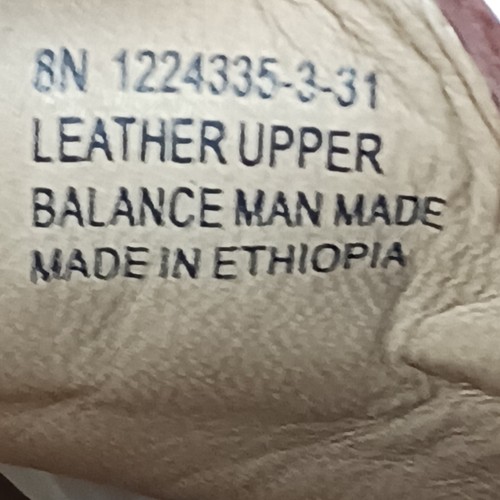 8N 1224335-3-31
LEATHER UPPER
BALANCE MAN MADE
MADE IN ETHIOPIA